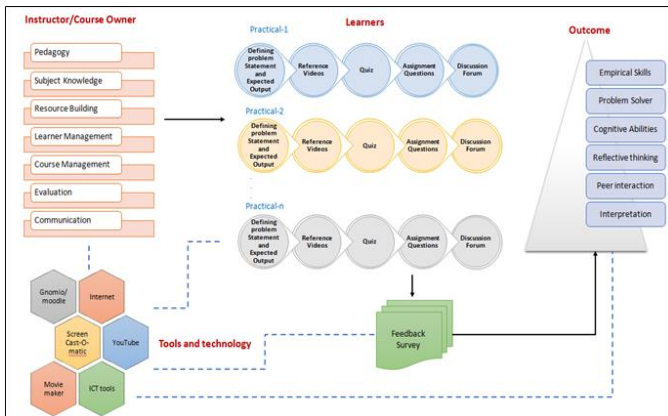 Instructor/Course Owner
Pedagogy
Subject Knowledge
Resource Building
Learner Management
Course Management
Evaluation
Communication
Learners
Practical-1
Defining
problem
Statement
and
Expected
Output
Reference
Videos
Quiz
Assignment
Questions
Discussion
Forum
Practical-2
Defining
problem
Statement
and
Expected
Output
Reference
Videos
Quiz
Assignment
Questions
Discussion
Forum
Practical-n
Defining
problem
Statement
and
Expected
Output
Reference
Videos
Quiz
Assignment
Questions
Discussion
Forum
Feedback
Survey
Outcome
Empirical Skills
Problem Solver
Cognitive Abilities
Reflective thinking
Peer interaction
Interpretation
Gnomio/
moodle
Internet
Screen
Cast-O-
matic
YouTube
Movie
maker
ICT tools
Tools and technology